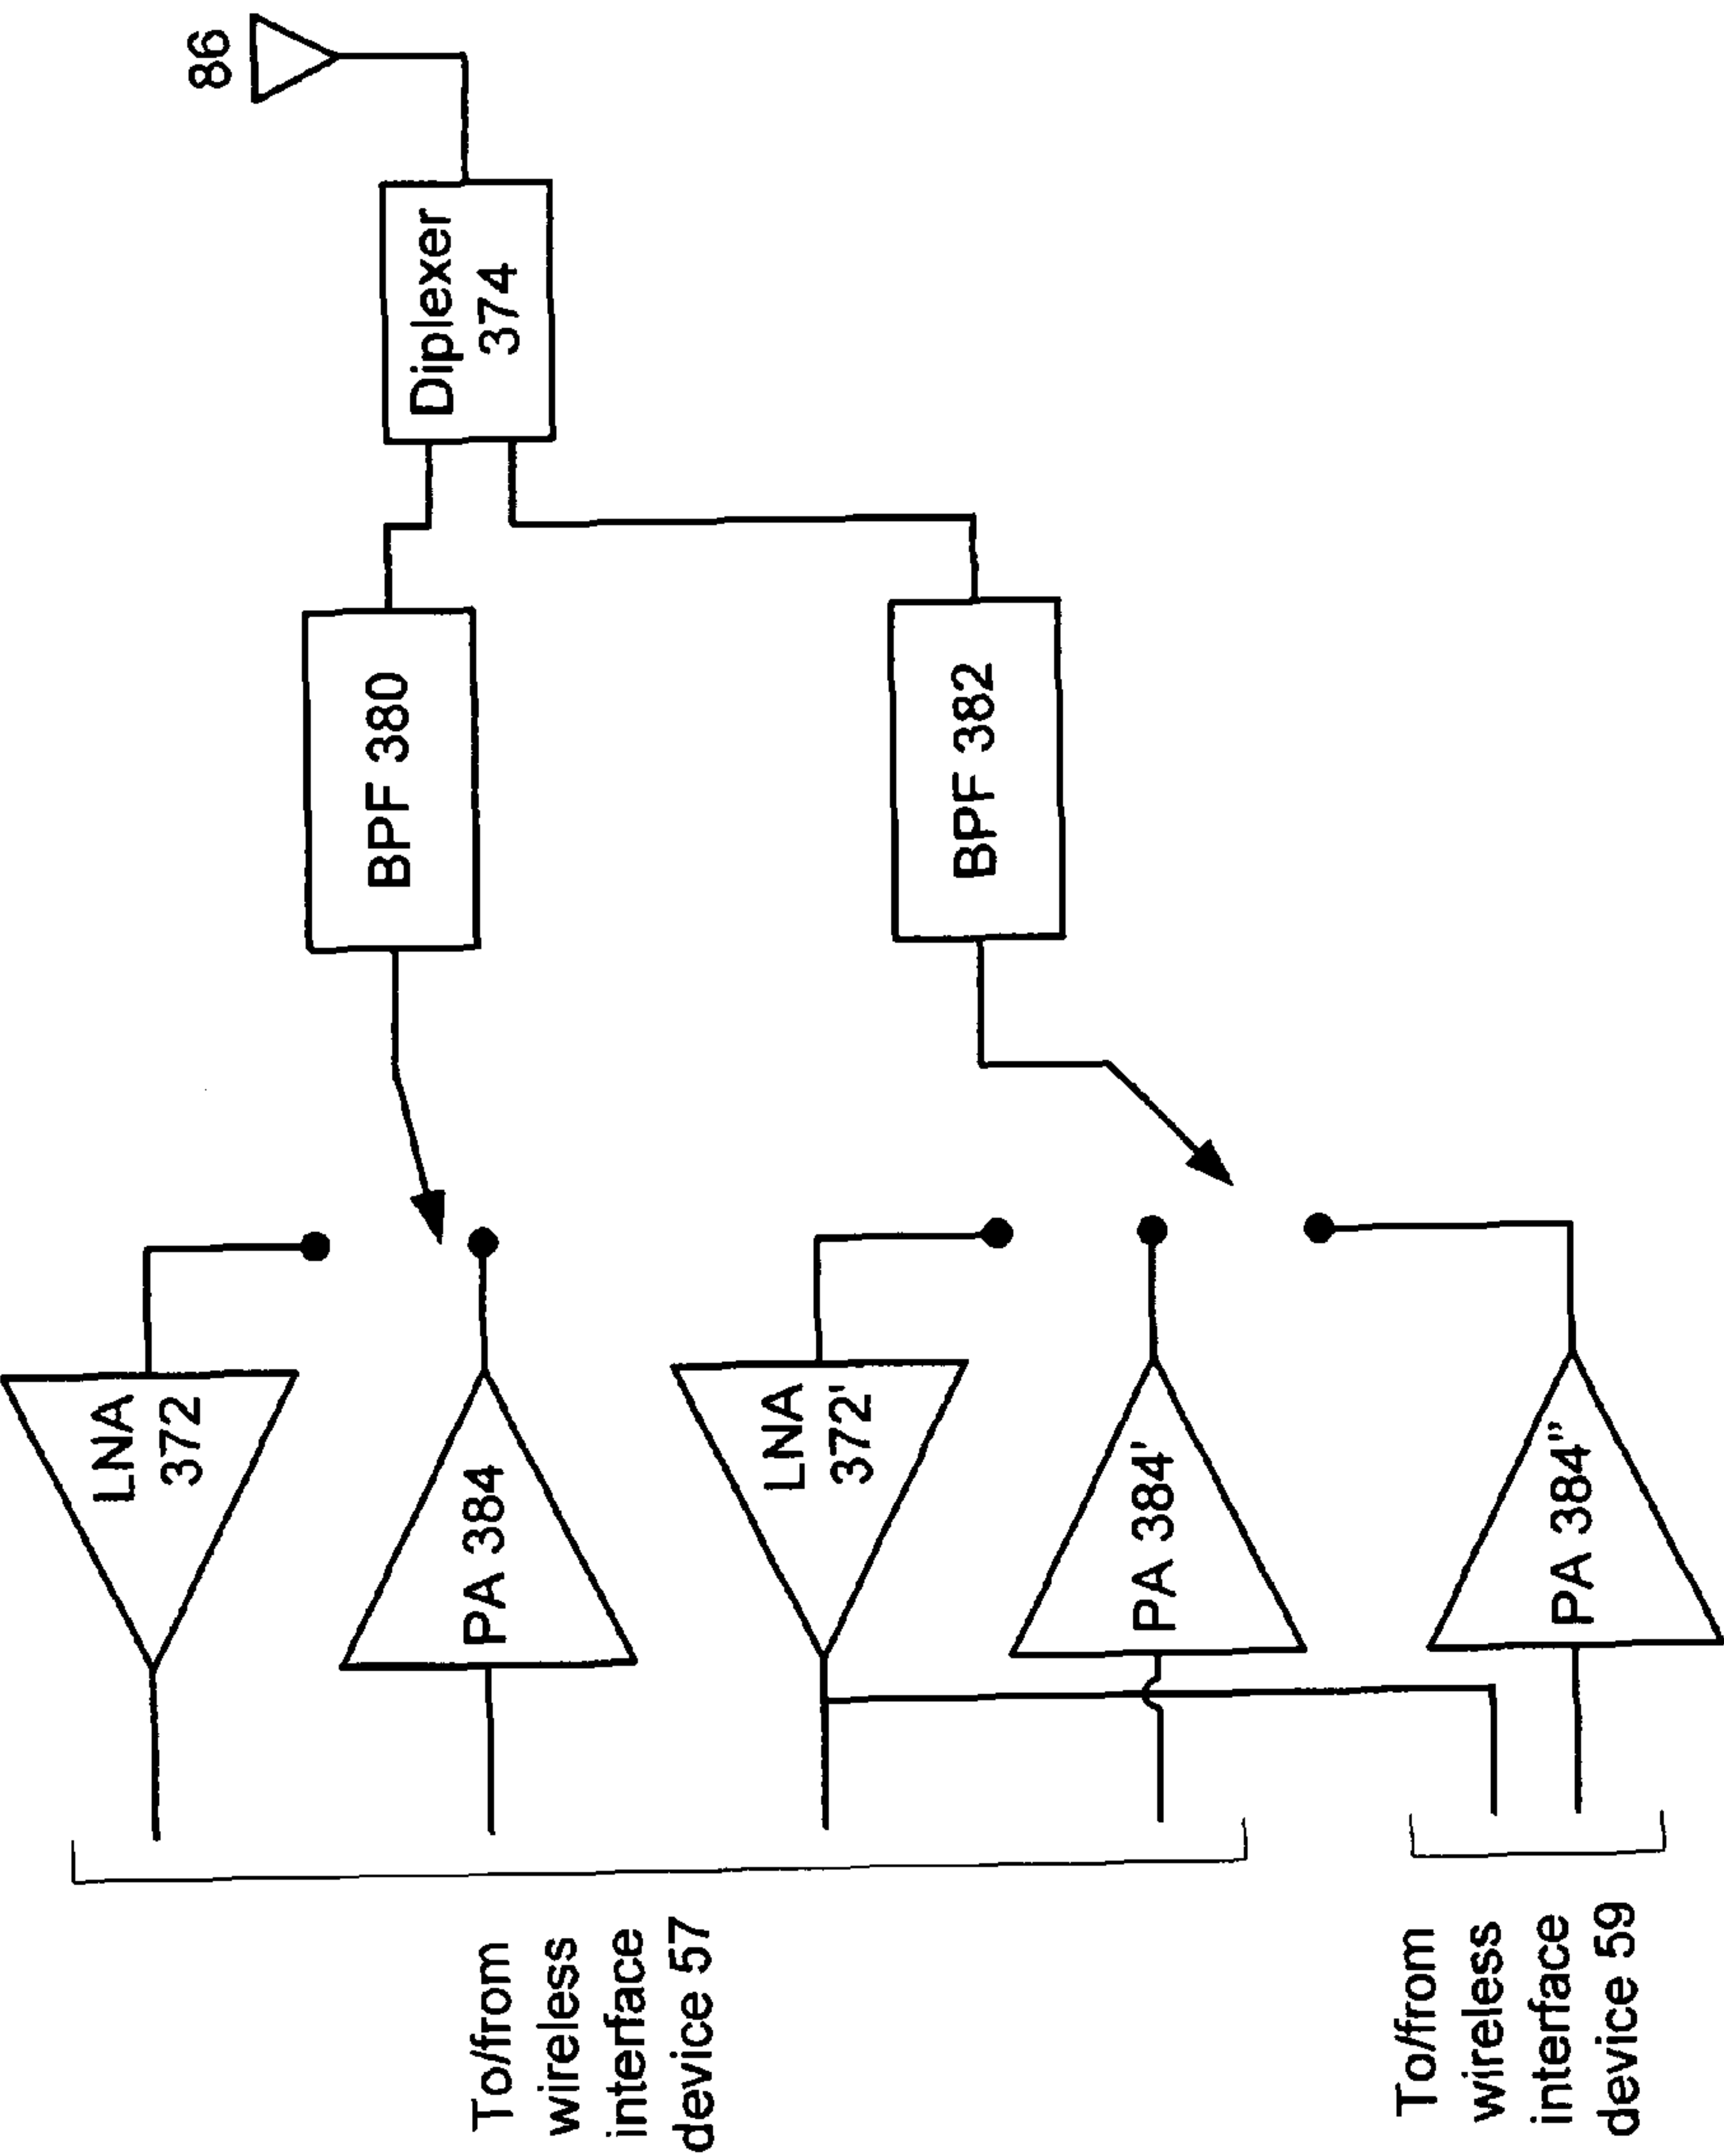 86
Diplexer
374
BPF 380
BPF 382
LNA
372
PA 384
LNA
372'
PA 384'
PA 384"
To/from
wireless
interface
device 57
To/from
wireless
interface
device 59